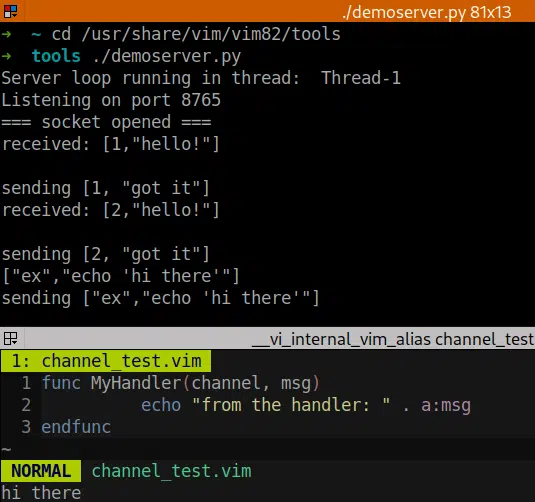 ./demoserver.py 81x13
➜  ~ cd /usr/share/vim/vim82/tools
➜  tools ./demoserver.py
Server loop running in thread:  Thread-1
Listening on port 8765
=== socket opened ===
received: [1,"hello!"]
sending [1, "got it"]
received: [2,"hello!"]
sending [2, "got it"]
["ex","echo 'hi there'"]
sending ["ex","echo 'hi there'"]
__vi_internal_vim_alias channel_test
1: channel_test.vim
1 func MyHandler(channel, msg)
2         echo "from the handler: " . a:msg
3 endfunc
~
NORMAL channel_test.vim
hi there